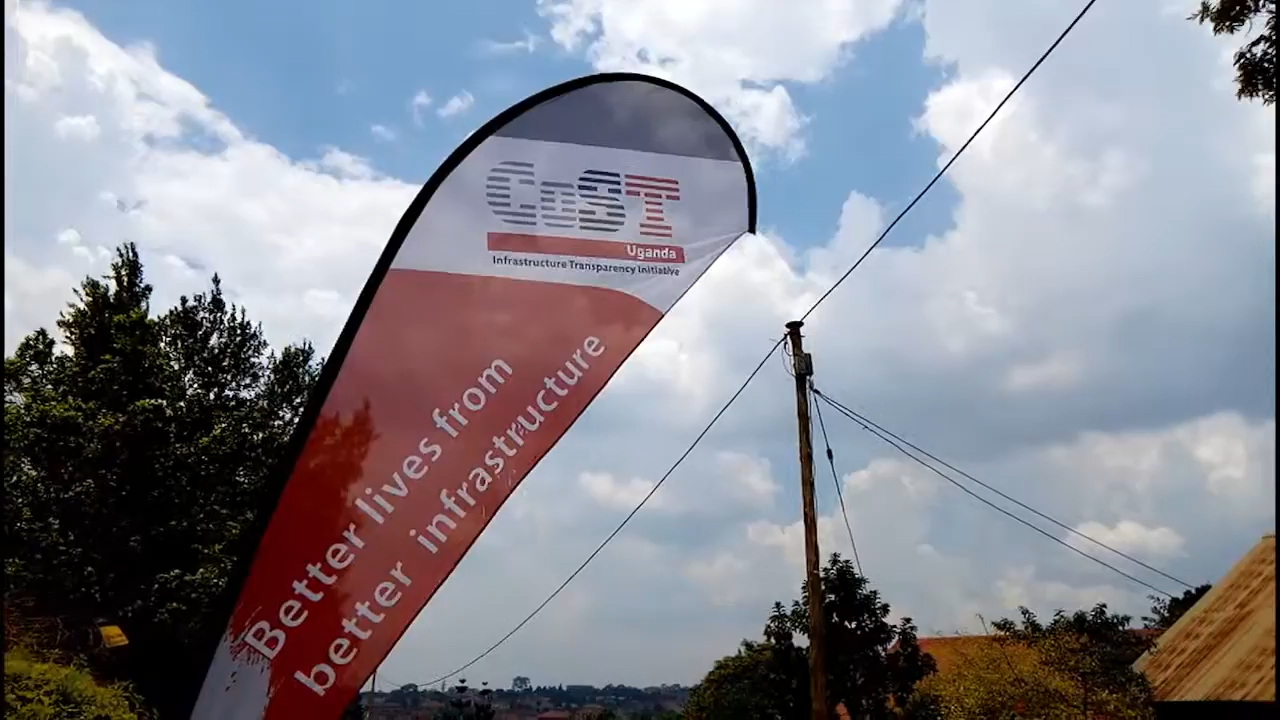 CoST
Uganda
Infrastructure Transparency Initiative
Better lives from
better infrastructure